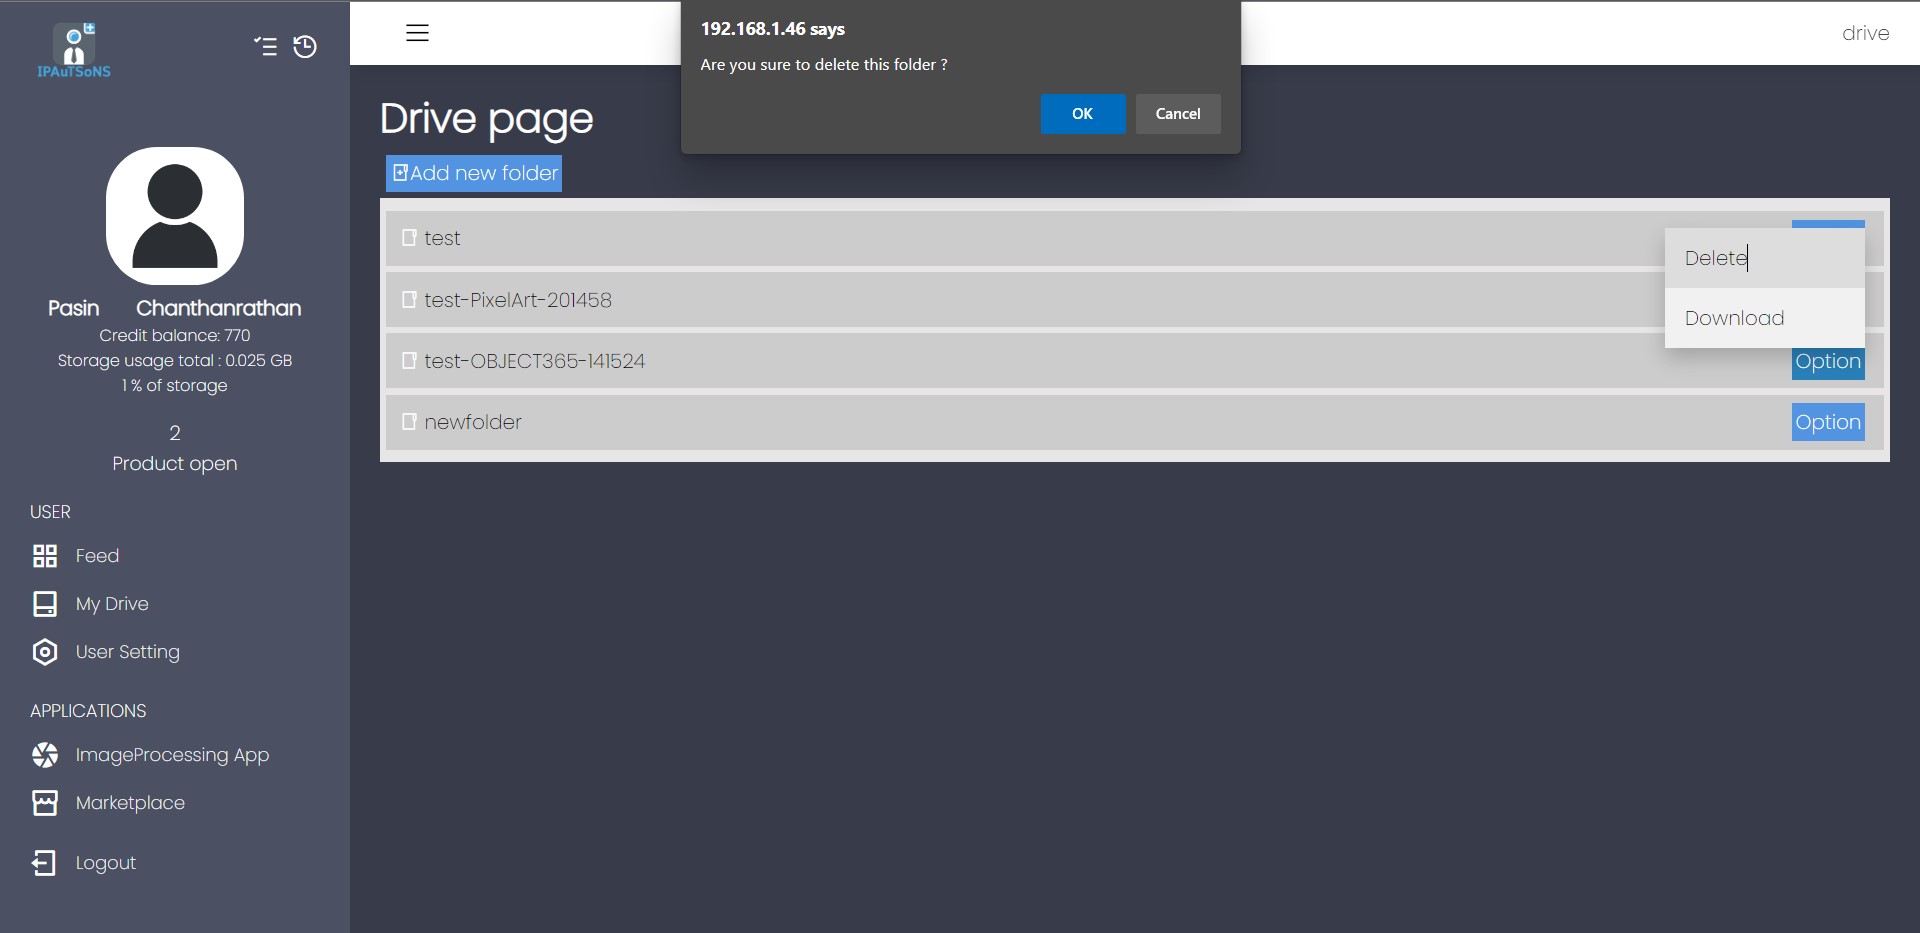 IPAuTSoNS
Pasin Chanthanrathan
Credit balance: 770
Storage usage total : 0.025 GB
1 % of storage
2
Product open
USER
Feed
My Drive
User Setting
APPLICATIONS
ImageProcessing App
Marketplace
Logout
192.168.1.46 says
Are you sure to delete this folder ?
OK Cancel
drive
Drive page
Add new folder
test
Delete
test-PixelArt-201458
Download
test-OBJECT365-141524 Option
newfolder Option